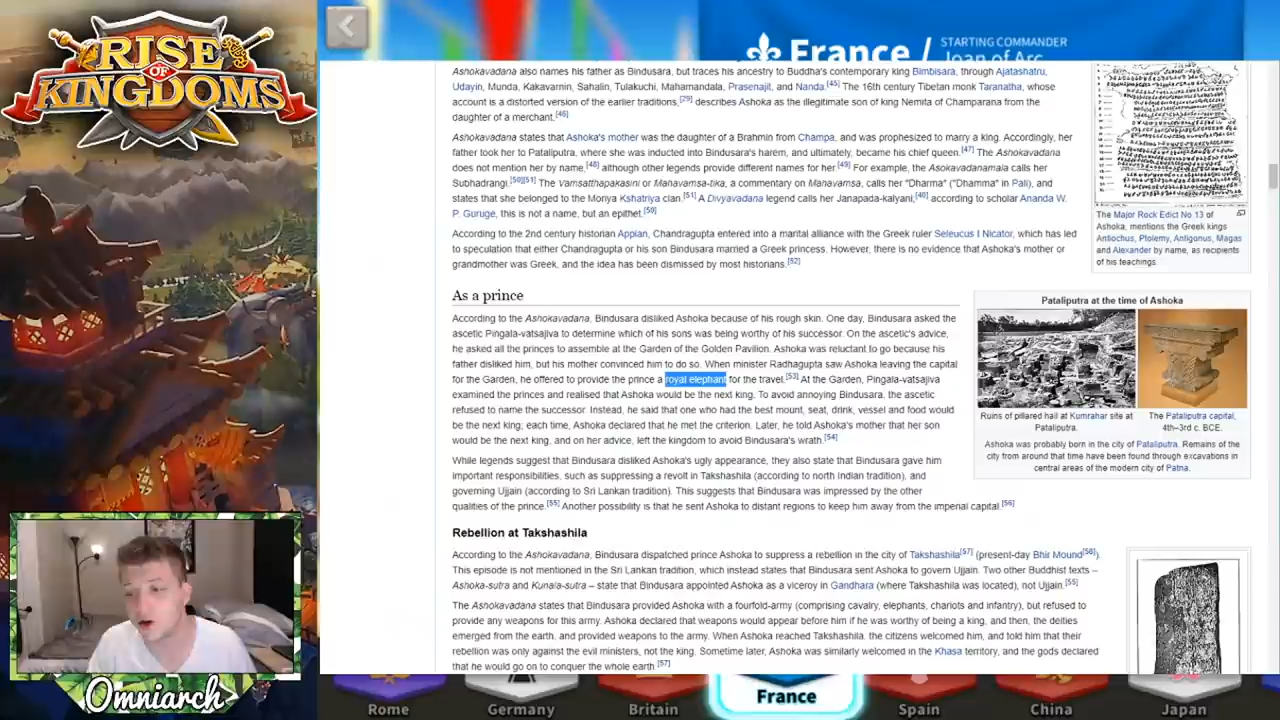 RISE
OF
KINGDOMS
France /
STARTING COMMANDER
Joan of Arc
Ashokavadana also names his father as Bindusara, but traces his ancestry to Buddha's contemporary king Bimbisara, through Ajatashatru,
Udayin, Munda, Kakavarnin, Sahalin, Tulakuchi, Mahamandala, Prasenajit, and Nanda.[45] The 16th century Tibetan monk Taranatha, whose
account is a distorted version of the earlier traditions,[29] describes Ashoka as the illegitimate son of king Nemita of Champarana from the
daughter of a merchant.[46]
Ashokavadana states that Ashoka's mother was the daughter of a Brahmin from Champa, and was prophesized to marry a king. Accordingly, her
father took her to Pataliputra, where she was inducted into Bindusara's harem, and ultimately, became his chief queen.[47] The Ashokavadana
does not mention her by name,[48] although other legends provide different names for her.[49] For example, the Asokavadanamala calls her
Subhadrangi.[50][51] The Vamsatthapakasini or Mahavamsa-tika, a commentary on Mahavamsa, calls her "Dharma" ("Dhamma" in Pali), and
states that she belonged to the Moriya Kshatriya clan.[51] A Divyavadana legend calls her Janapada-kalyani,[40] according to scholar Ananda W.
P. Guruge, this is not a name, but an epithet.[50]
According to the 2nd century historian Appian, Chandragupta entered into a marital alliance with the Greek ruler Seleucus I Nicator, which has led
to speculation that either Chandragupta or his son Bindusara married a Greek princess. However, there is no evidence that Ashoka's mother or
grandmother was Greek, and the idea has been dismissed by most historians.[52]
The Major Rock Edict No 13 of
Ashoka, mentions the Greek kings
Antiochus, Ptolemy, Antigonus, Magas
and Alexander by name, as recipients
of his teachings.
As a prince
According to the Ashokavadana, Bindusara disliked Ashoka because of his rough skin. One day, Bindusara asked the
ascetic Pingala-vatsajiva to determine which of his sons was being worthy of his successor. On the ascetic's advice,
he asked all the princes to assemble at the Garden of the Golden Pavilion. Ashoka was reluctant to go because his
father disliked him, but his mother convinced him to do so. When minister Radhagupta saw Ashoka leaving the capital
for the Garden, he offered to provide the prince a royal elephant for the travel.[53] At the Garden, Pingala-vatsajiva
examined the princes and realised that Ashoka would be the next king. To avoid annoying Bindusara, the ascetic
refused to name the successor. Instead, he said that one who had the best mount, seat, drink, vessel and food would
be the next king; each time, Ashoka declared that he met the criterion. Later, he told Ashoka's mother that her son
would be the next king, and on her advice, left the kingdom to avoid Bindusara's wrath.[54]
While legends suggest that Bindusara disliked Ashoka's ugly appearance, they also state that Bindusara gave him
important responsibilities, such as suppressing a revolt in Takshashila (according to north Indian tradition), and
governing Ujjain (according to Sri Lankan tradition). This suggests that Bindusara was impressed by the other
qualities of the prince.[55] Another possibility is that he sent Ashoka to distant regions to keep him away from the imperial capital.[56]
Pataliputra at the time of Ashoka
Ruins of pillared hall at Kumrahar site at
Pataliputra.
The Pataliputra capital,
4th–3rd c. BCE.
Ashoka was probably born in the city of Pataliputra. Remains of the
city from around that time have been found through excavations in
central areas of the modern city of Patna.
Rebellion at Takshashila
According to the Ashokavadana, Bindusara dispatched prince Ashoka to suppress a rebellion in the city of Takshashila[57] (present-day Bhir Mound[58]).
This episode is not mentioned in the Sri Lankan tradition, which instead states that Bindusara sent Ashoka to govern Ujjain. Two other Buddhist texts –
Ashoka-sutra and Kunala-sutra – state that Bindusara appointed Ashoka as a viceroy in Gandhara (where Takshashila was located), not Ujjain.[55]
The Ashokavadana states that Bindusara provided Ashoka with a fourfold-army (comprising cavalry, elephants, chariots and infantry), but refused to
provide any weapons for this army. Ashoka declared that weapons would appear before him if he was worthy of being a king, and then, the deities
emerged from the earth, and provided weapons to the army. When Ashoka reached Takshashila, the citizens welcomed him, and told him that their
rebellion was only against the evil ministers, not the king. Sometime later, Ashoka was similarly welcomed in the Khasa territory, and the gods declared
that he would go on to conquer the whole earth.[57]
Omniarch
Rome
Germany
Britain
France
Spain
China
Japan